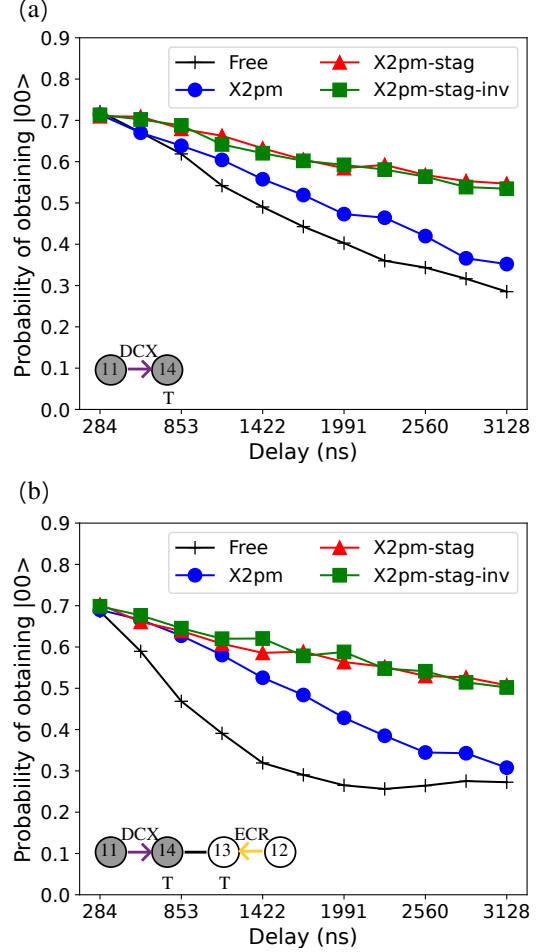 (a)
Probability of obtaining |00>
0.9
0.8
0.7
0.6
0.5
0.4
0.3
0.2
0.1
0.0
Free X2pm-stag
X2pm X2pm-stag-inv
DCX
11 14
T
284 853 1422 1991 2560 3128
Delay (ns)
(b)
Probability of obtaining |00>
0.9
0.8
0.7
0.6
0.5
0.4
0.3
0.2
0.1
0.0
Free X2pm-stag
X2pm X2pm-stag-inv
DCX ECR
11 14 13 12
T T
284 853 1422 1991 2560 3128
Delay (ns)